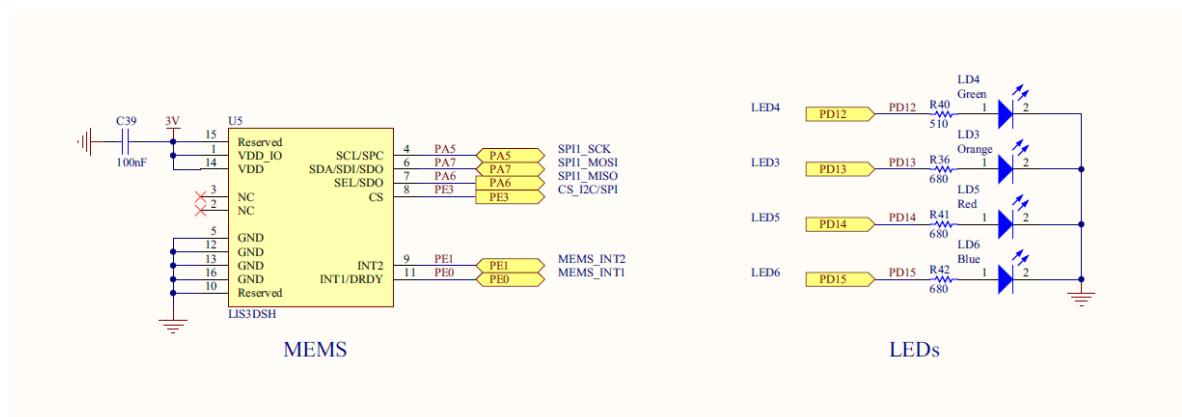 C39
100nF
3V
U5
15 Reserved
1 VDD_IO
14 VDD
3 NC
2 NC
5 GND
12 GND
13 GND
16 GND
10 Reserved
SCL/SPC 4 PA5 PA5 SPI1_SCK
SDA/SDI/SDO 6 PA7 PA7 SPI1_MOSI
SEL/SDO 7 PA6 PA6 SPI1_MISO
CS 8 PE3 PE3 CS_I2C/SPI
INT2 9 PE1 PE1 MEMS_INT2
INT1/DRDY 11 PE0 PE0 MEMS_INT1
LIS3DSH
MEMS
LD4
Green
LED4 PD12 PD12 R40 1 2
510
LD3
Orange
LED3 PD13 PD13 R36 1 2
680
LD5
Red
LED5 PD14 PD14 R41 1 2
680
LD6
Blue
LED6 PD15 PD15 R42 1 2
680
LEDs